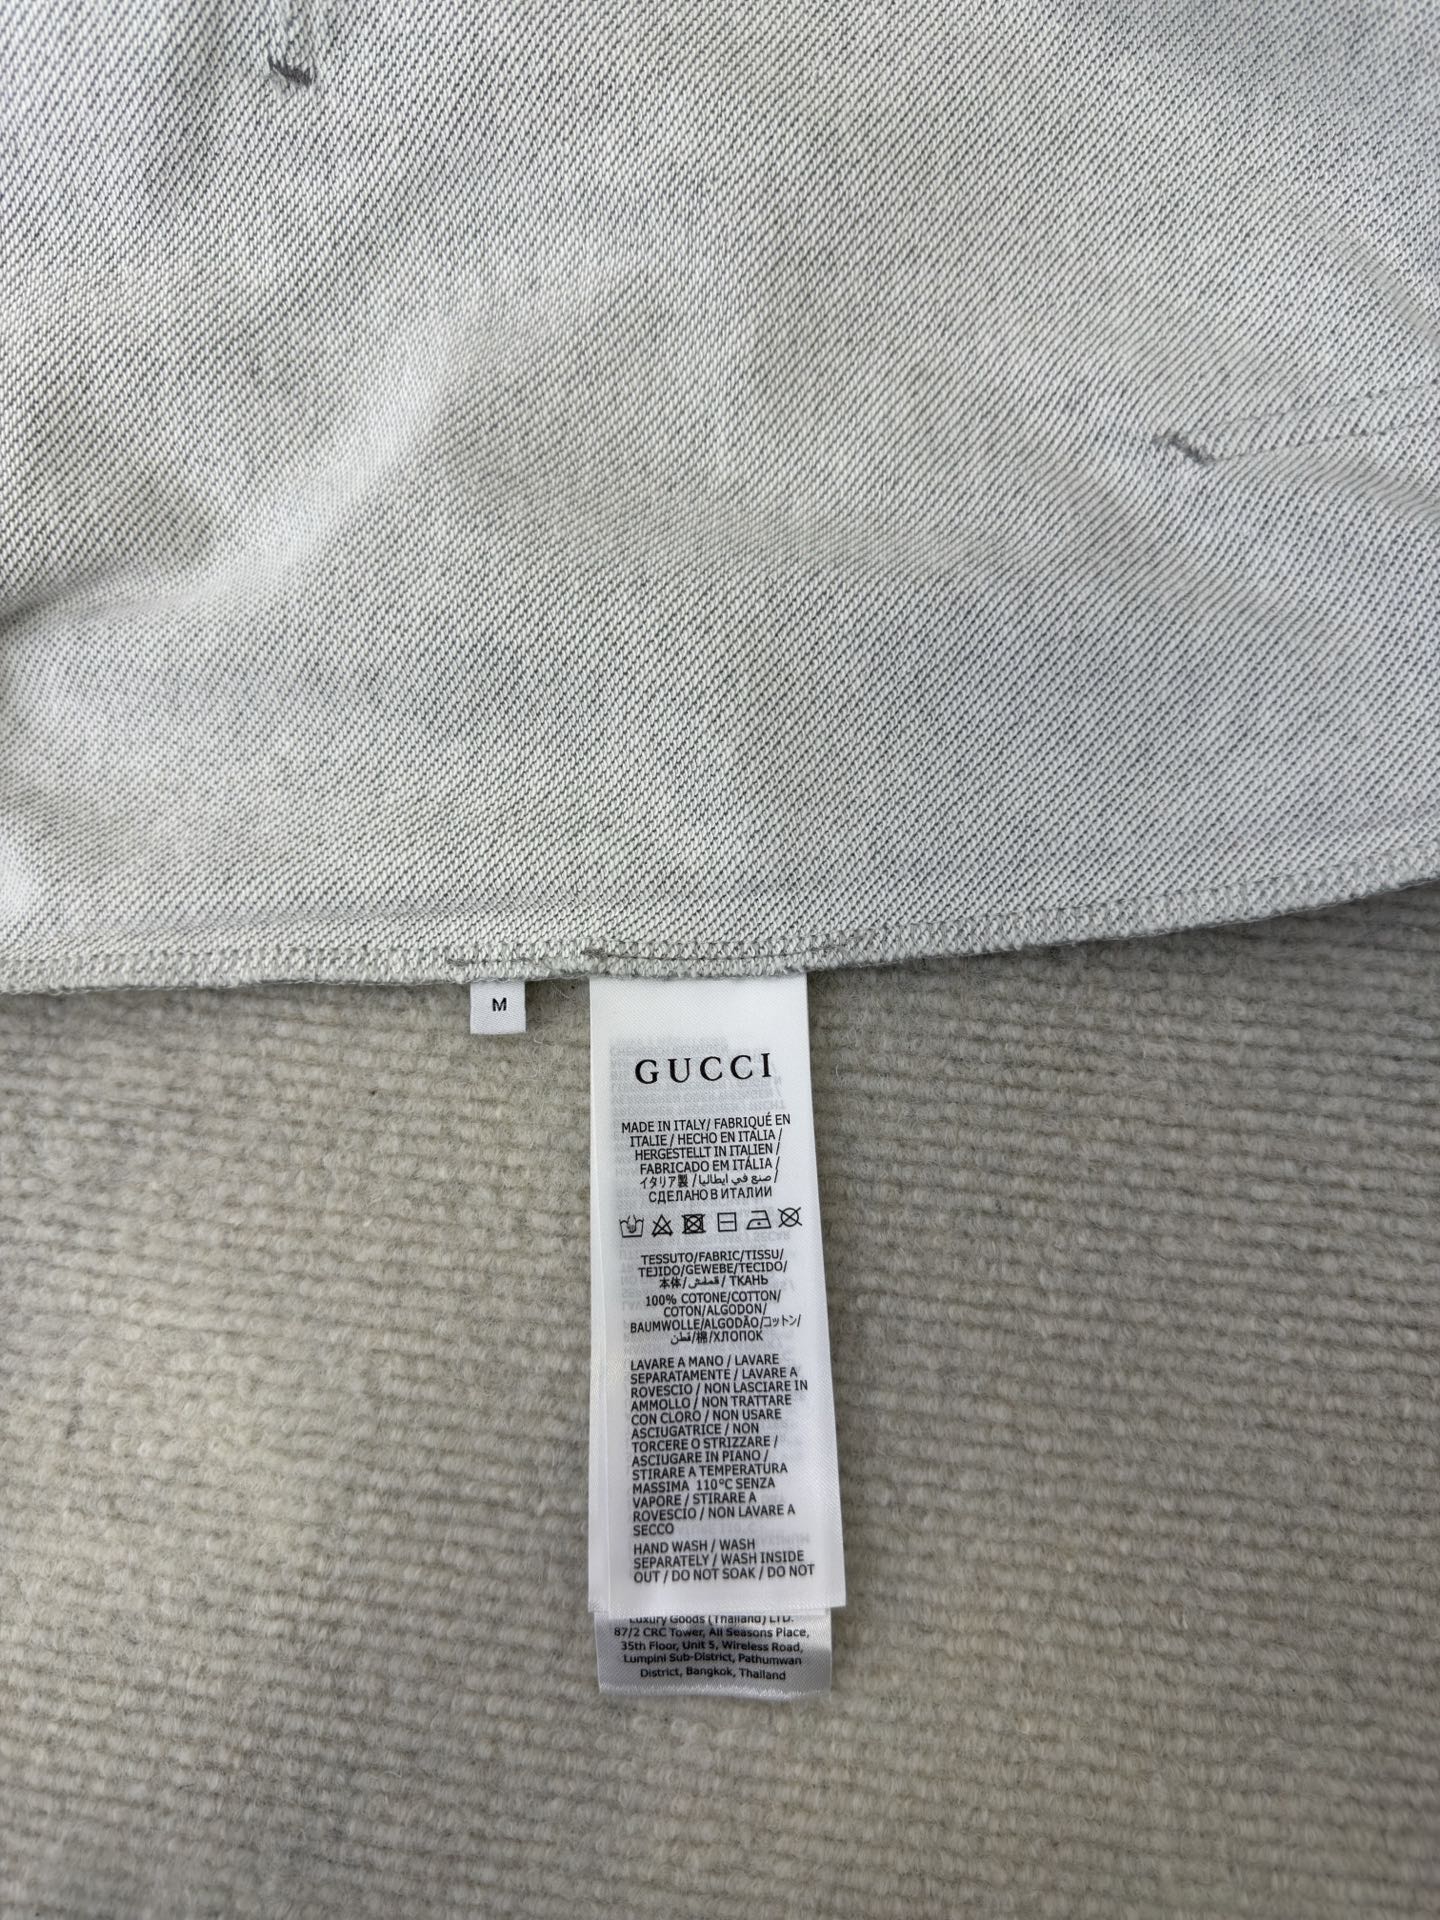 M
GUCCI
MADE IN ITALY/ FABRIQUÉ EN
ITALIE / HECHO EN ITALIA /
HERGESTELLT IN ITALIEN /
FABRICADO EM ITÁLIA /
イタリア製 / صنع في ايطاليا /
СДЕЛАНО В ИТАЛИИ
TESSUTO/FABRIC/TISSU/
TEJIDO/GEWEBE/TECIDO/
本体/قملش/ ТКАНЬ
100% COTONE/COTTON/
COTON/ALGODON/
BAUMWOLLE/ALGODÃO/コットン/
قطن/棉/ХЛОПОК
LAVARE A MANO / LAVARE
SEPARATAMENTE / LAVARE A
ROVESCIO / NON LASCIARE IN
AMMOLLO / NON TRATTARE
CON CLORO / NON USARE
ASCIUGATRICE / NON
TORCERE O STRIZZARE /
ASCIUGARE IN PIANO /
STIRARE A TEMPERATURA
MASSIMA 110°C SENZA
VAPORE / STIRARE A
ROVESCIO / NON LAVARE A
SECCO
HAND WASH / WASH
SEPARATELY / WASH INSIDE
OUT / DO NOT SOAK / DO NOT
Luxury Goods (Thailand) LTD.
87/2 CRC Tower, All Seasons Place,
35th Floor, Unit 5, Wireless Road,
Lumpini Sub-District, Pathumwan
District, Bangkok, Thailand